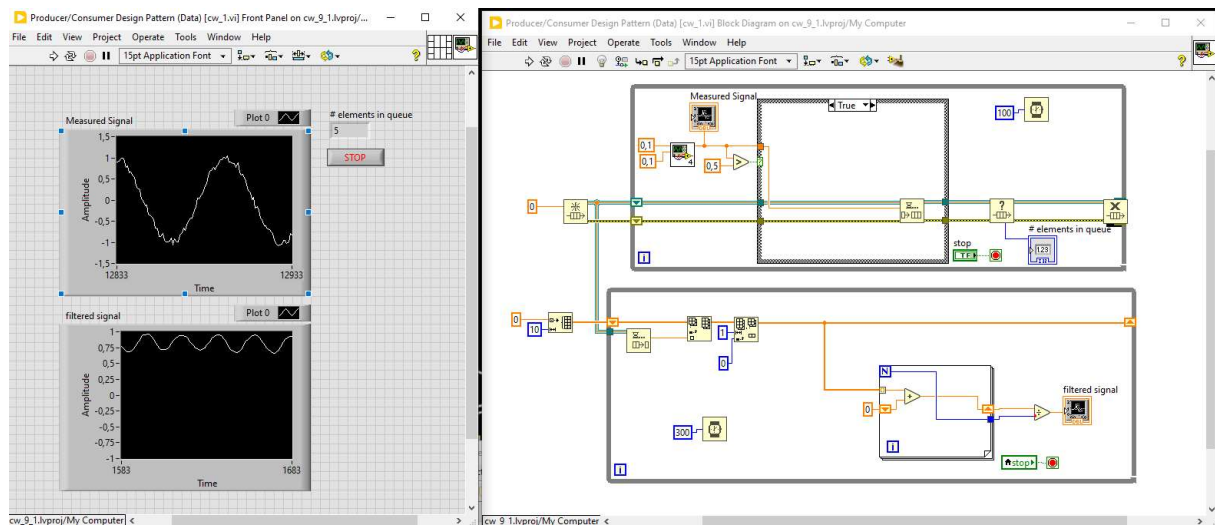 Producer/Consumer Design Pattern (Data) [cw_1.vi] Front Panel on cw_9_1.lvproj/...
File Edit View Project Operate Tools Window Help
15pt Application Font
Measured Signal
Plot 0
# elements in queue
5
STOP
Amplitude
1,5
1
0,5
0
-0,5
-1
-1,5
12833
12933
Time
filtered signal
Plot 0
Amplitude
1
0,75
0,5
0,25
0
-0,25
-0,5
-0,75
-1
1583
1683
Time
cw_9_1.lvproj/My Computer
Producer/Consumer Design Pattern (Data) [cw_1.vi] Block Diagram on cw_9_1.lvproj/My Computer
File Edit View Project Operate Tools Window Help
15pt Application Font
Measured Signal
True
100
0,1
0,1
4
0,5
>
?
0
?
# elements in queue
123
stop
TF
i
0
10
1
0
N
0
+
÷
filtered signal
i
300
stop
i
cw_9_1.lvproj/My Computer